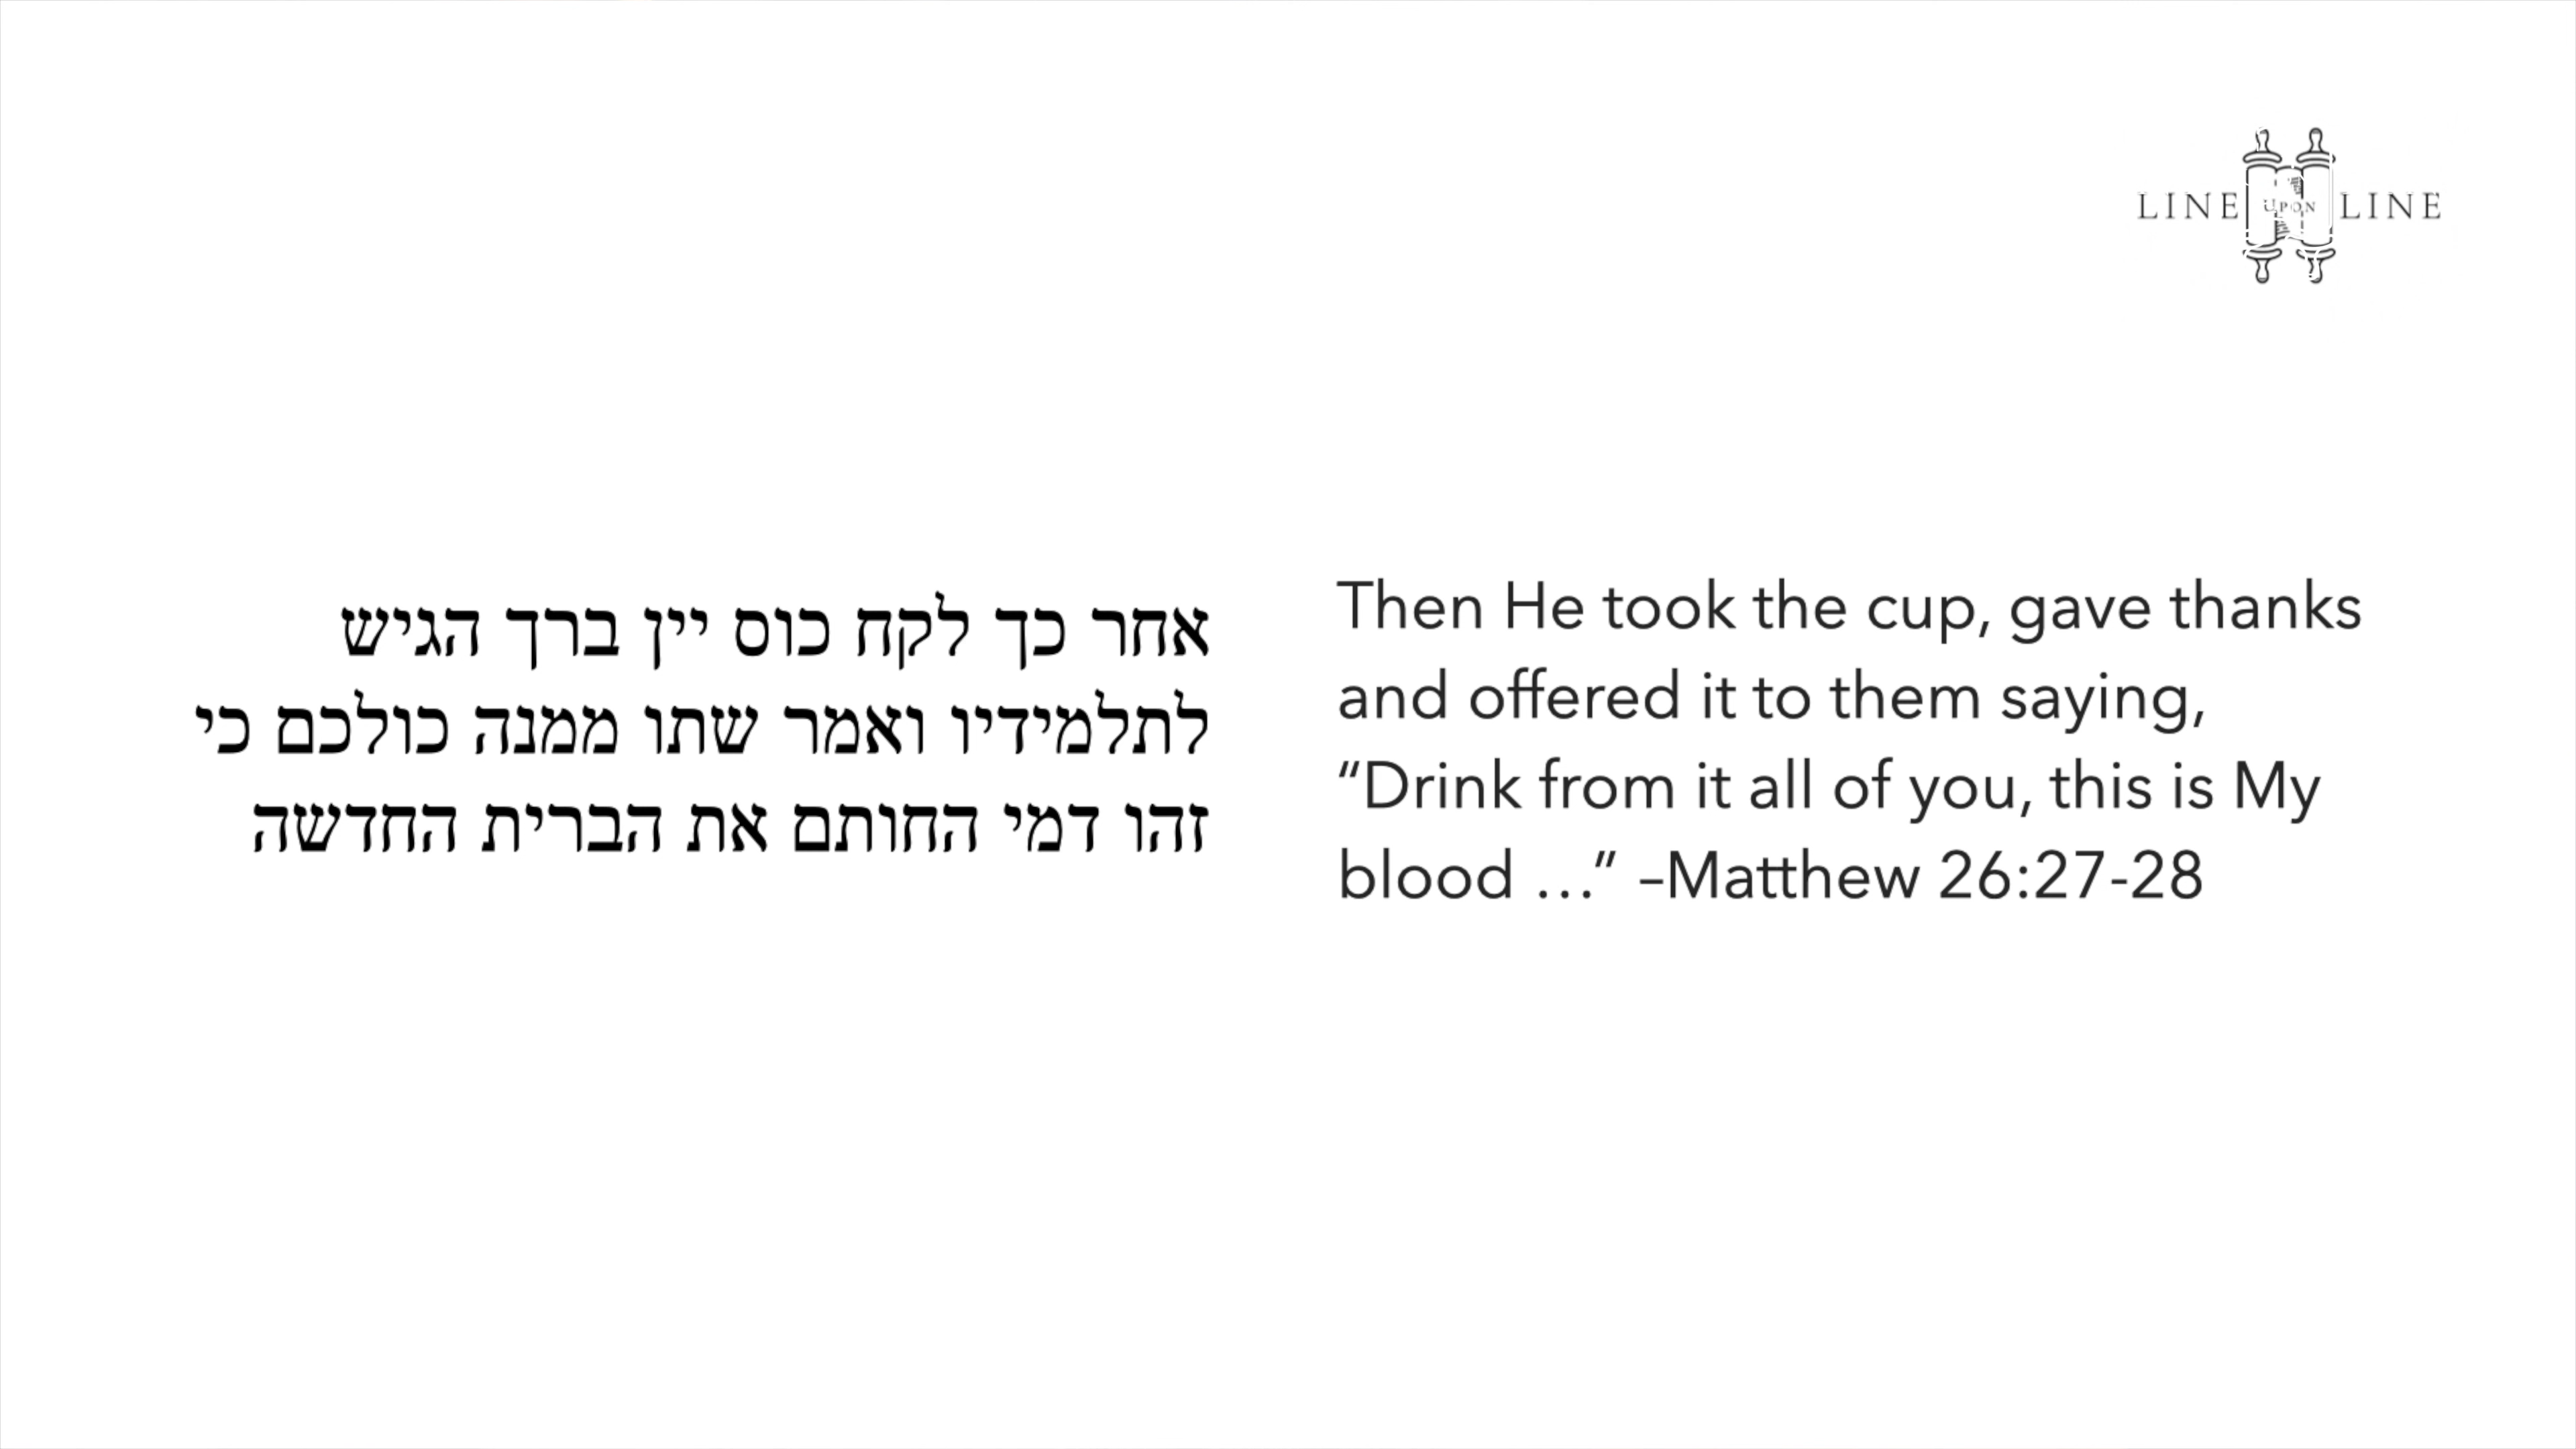 LINE UPON LINE
אחר כך לקח כוס יין ברך הגיש
לתלמידיו ואמר שתו ממנה כולכם כי
זהו דמי החותם את הברית החדשה
Then He took the cup, gave thanks
and offered it to them saying,
“Drink from it all of you, this is My
blood …” –Matthew 26:27-28